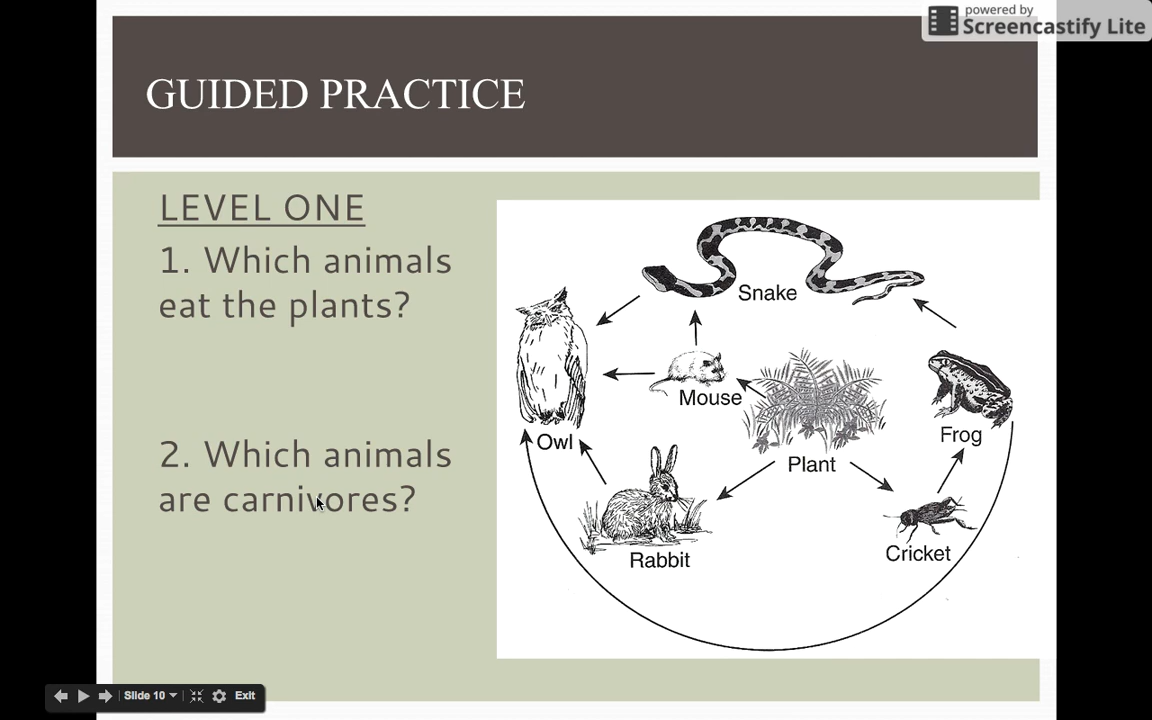 powered by
Screencastify Lite
GUIDED PRACTICE
LEVEL ONE
1. Which animals
eat the plants?
2. Which animals
are carnivores?
Snake
Mouse
Owl
Frog
Plant
Rabbit
Cricket
Slide 10
Exit